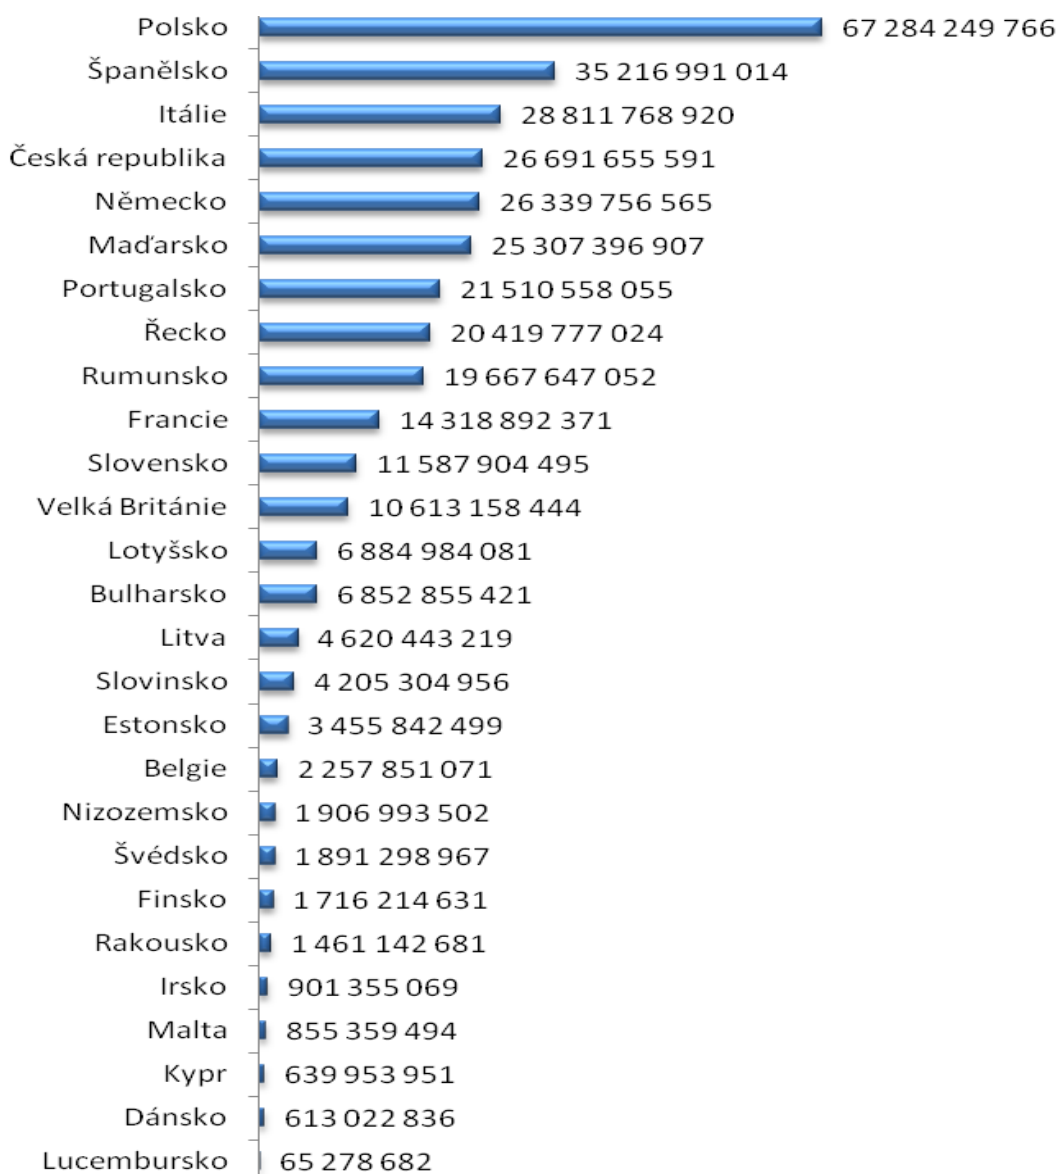 Polsko 67 284 249 766
Španělsko 35 216 991 014
Itálie 28 811 768 920
Česká republika 26 691 655 591
Německo 26 339 756 565
Maďarsko 25 307 396 907
Portugalsko 21 510 558 055
Řecko 20 419 777 024
Rumunsko 19 667 647 052
Francie 14 318 892 371
Slovensko 11 587 904 495
Velká Británie 10 613 158 444
Lotyšsko 6 884 984 081
Bulharsko 6 852 855 421
Litva 4 620 443 219
Slovinsko 4 205 304 956
Estonsko 3 455 842 499
Belgie 2 257 851 071
Nizozemsko 1 906 993 502
Švédsko 1 891 298 967
Finsko 1 716 214 631
Rakousko 1 461 142 681
Irsko 901 355 069
Malta 855 359 494
Kypr 639 953 951
Dánsko 613 022 836
Lucembursko 65 278 682